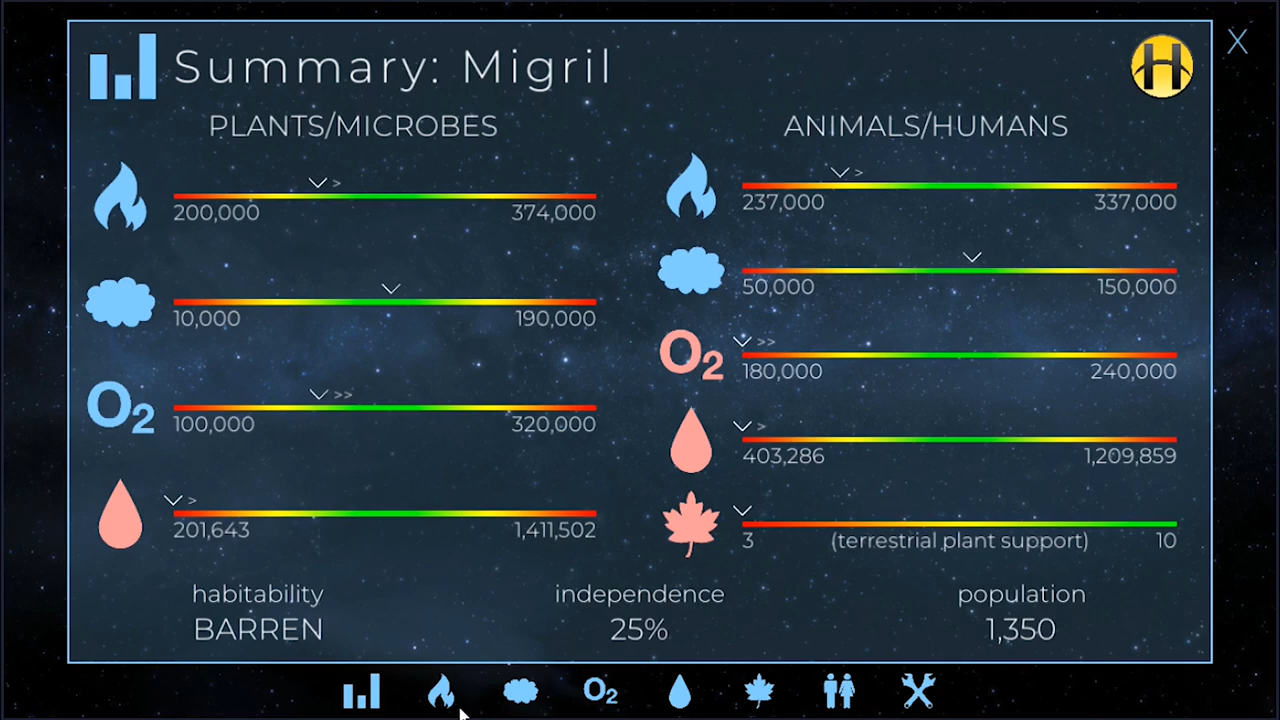 Summary: Migril
H
X
PLANTS/MICROBES
ANIMALS/HUMANS
200,000 374,000
237,000 337,000
10,000 190,000
50,000 150,000
O2
100,000 320,000
O2
180,000 240,000
201,643 1,411,502
403,286 1,209,859
3 (terrestrial plant support) 10
habitability independence population
BARREN 25% 1,350
O2